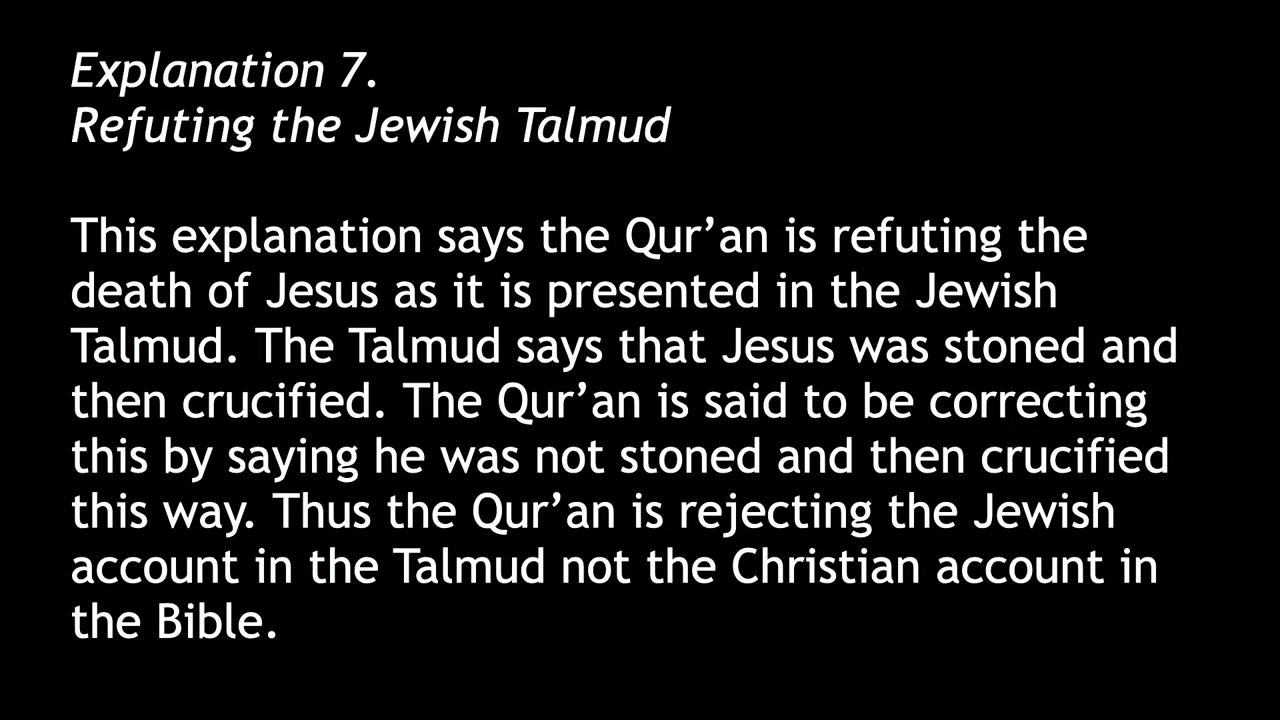 Explanation 7.
Refuting the Jewish Talmud
This explanation says the Qur’an is refuting the
death of Jesus as it is presented in the Jewish
Talmud. The Talmud says that Jesus was stoned and
then crucified. The Qur’an is said to be correcting
this by saying he was not stoned and then crucified
this way. Thus the Qur’an is rejecting the Jewish
account in the Talmud not the Christian account in
the Bible.